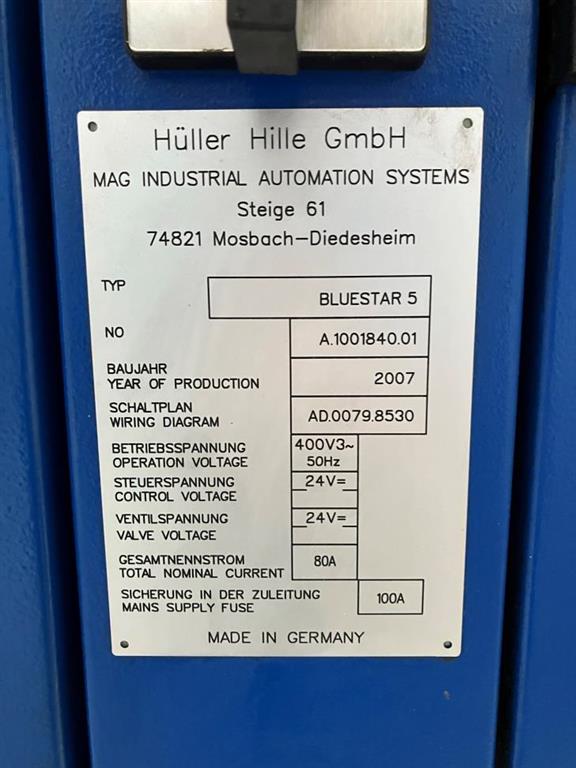 Hüller Hille GmbH
MAG INDUSTRIAL AUTOMATION SYSTEMS
Steige 61
74821 Mosbach-Diedesheim
TYP BLUESTAR 5
NO A.1001840.01
BAUJAHR
YEAR OF PRODUCTION 2007
SCHALTPLAN
WIRING DIAGRAM AD.0079.8530
BETRIEBSSPANNUNG 400V3~
OPERATION VOLTAGE 50Hz
STEUERSPANNUNG 24V=
CONTROL VOLTAGE
VENTILSPANNUNG 24V=
VALVE VOLTAGE
GESAMTNENNSTROM 80A
TOTAL NOMINAL CURRENT
SICHERUNG IN DER ZULEITUNG 100A
MAINS SUPPLY FUSE
MADE IN GERMANY